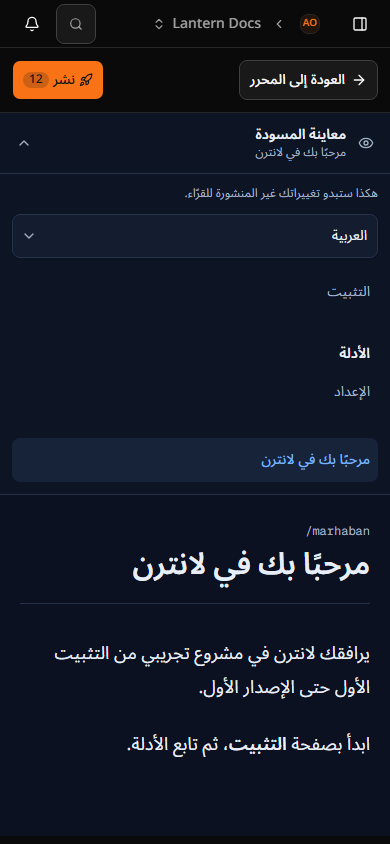 AO
Lantern Docs
العودة إلى المحرر
نشر 12
معاينة المسودة
مرحبًا بك في لانترن
هكذا ستبدو تغييراتك غير المنشورة للقرّاء.
العربية
التثبيت
الأدلة
الإعداد
مرحبًا بك في لانترن
/marhaban
مرحبًا بك في لانترن
يرافقك لانترن في مشروع تجريبي من التثبيت
الأول حتى الإصدار الأول.
ابدأ بصفحة التثبيت، ثم تابع الأدلة.